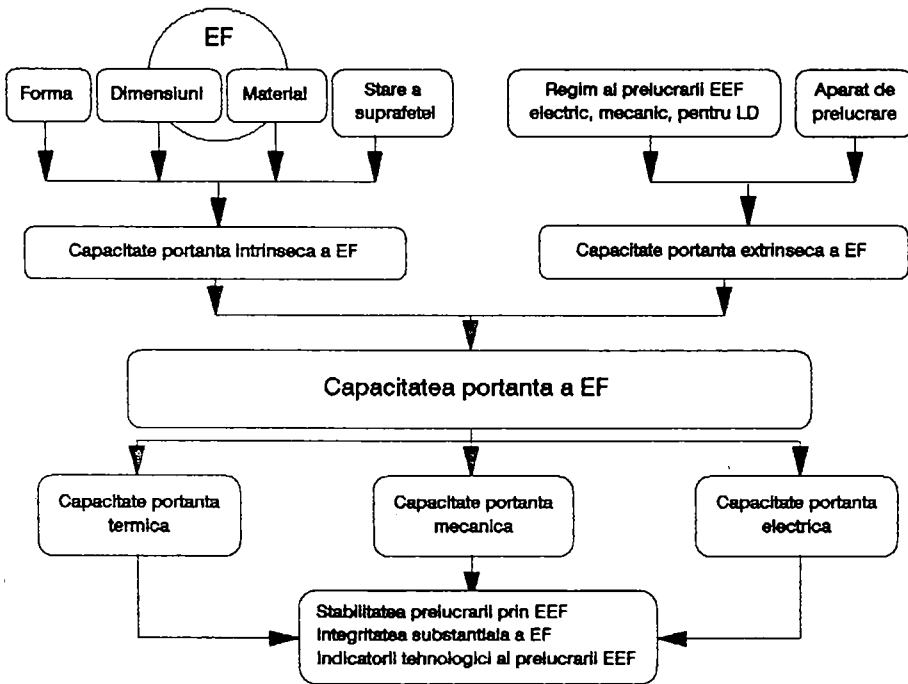 EF
Forma
Dimensiuni
Material
Stare a
suprafetei
Regim al prelucrarii EEF
electric, mecanic, pentru LD
Aparat de
prelucrare
Capacitate portanta intrinseca a EF
Capacitate portanta extrinseca a EF
Capacitatea portanta a EF
Capacitate portanta
termica
Capacitate portanta
mecanica
Capacitate portanta
electrica
Stabilitatea prelucrarii prin EEF
Integritatea substantiala a EF
Indicatorii tehnologici ai prelucrarii EEF